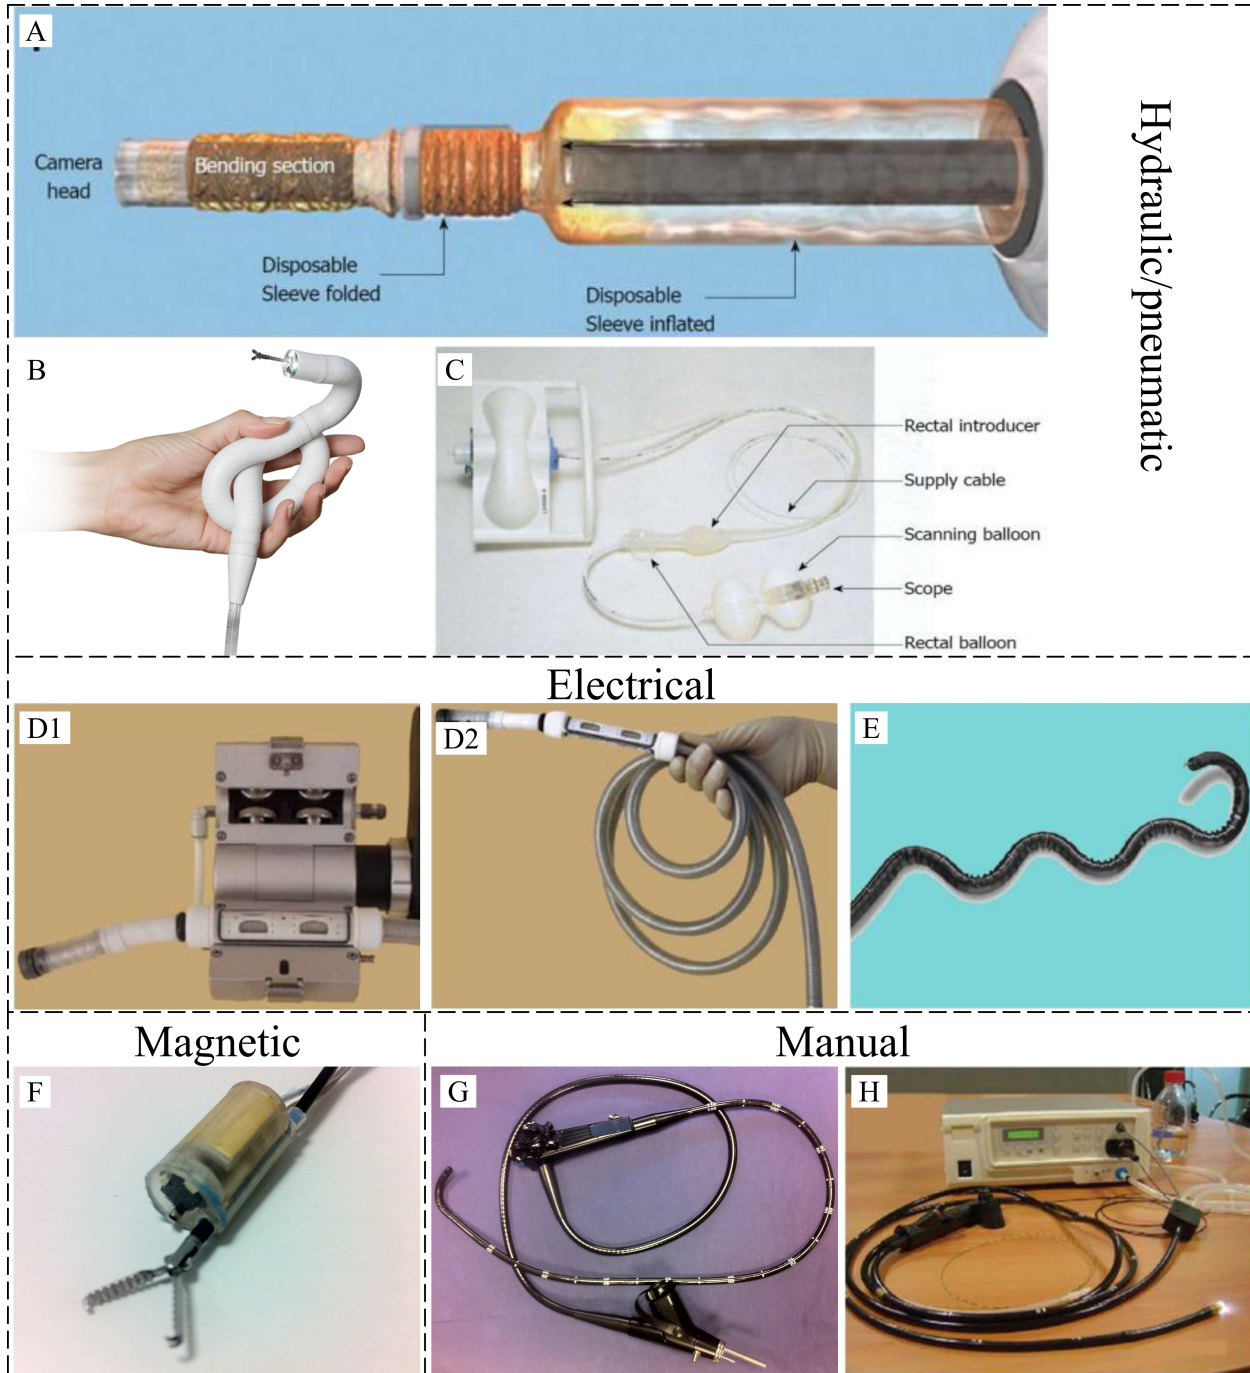 A
Camera
head
Bending section
Disposable
Sleeve folded
Disposable
Sleeve inflated
Hydraulic/pneumatic
B
C
Rectal introducer
Supply cable
Scanning balloon
Scope
Rectal balloon
Electrical
D1
D2
E
Magnetic
Manual
F
G
H